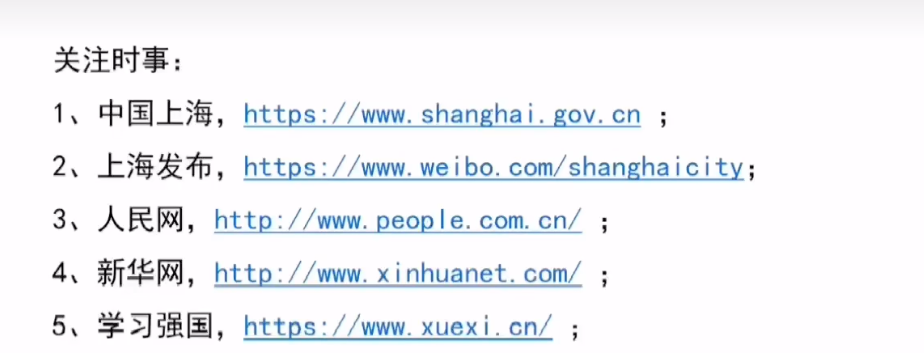 关注时事：
1、中国上海，https://www.shanghai.gov.cn ；
2、上海发布，https://www.weibo.com/shanghaicity；
3、人民网，http://www.people.com.cn/ ；
4、新华网，http://www.xinhuanet.com/ ；
5、学习强国，https://www.xuexi.cn/ ；